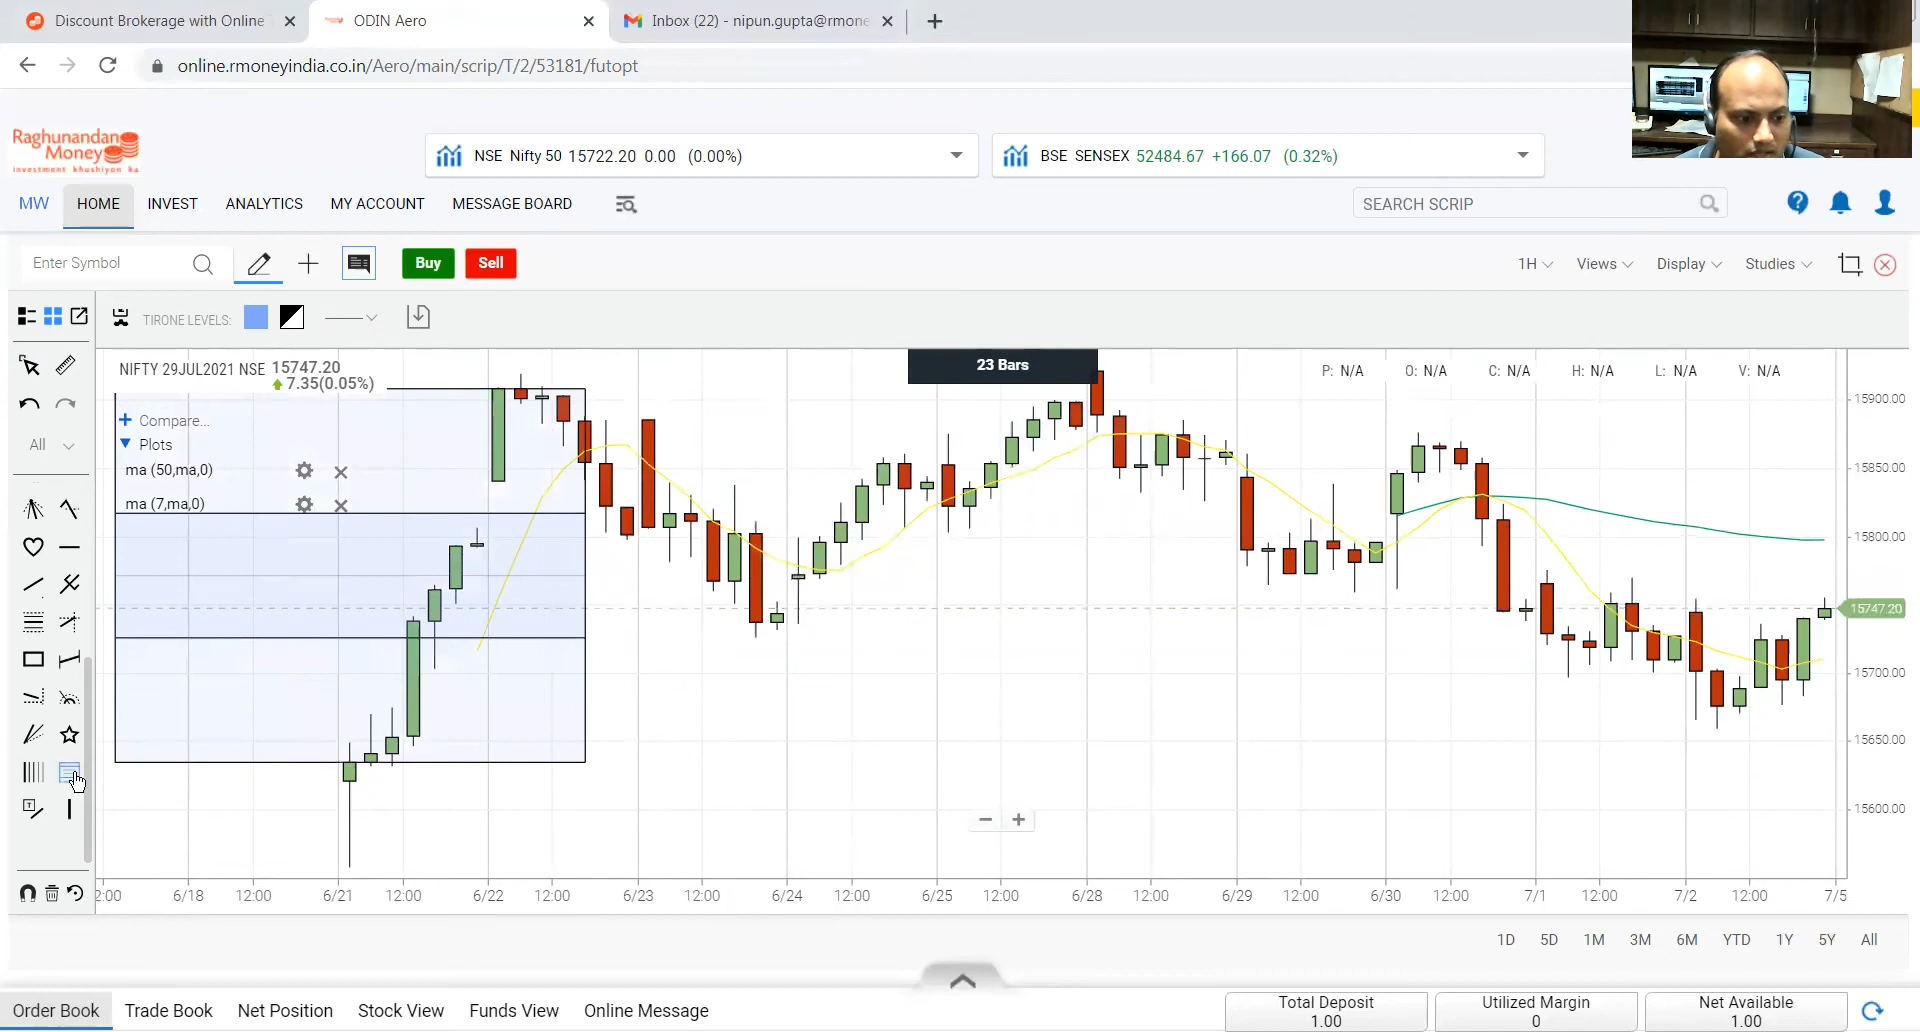 Discount Brokerage with Online
ODIN Aero
Inbox (22) - nipun.gupta@rmone
online.rmoneyindia.co.in/Aero/main/scrip/T/2/53181/futopt
Raghunandan
Money
investment khushiyon ka
NSE Nifty 50 15722.20 0.00 (0.00%)
BSE SENSEX 52484.67 +166.07 (0.32%)
MW HOME INVEST ANALYTICS MY ACCOUNT MESSAGE BOARD
SEARCH SCRIP
Enter Symbol
Buy Sell
1H Views Display Studies
TIRONE LEVELS:
NIFTY 29JUL2021 NSE 15747.20
7.35(0.05%)
23 Bars
P: N/A O: N/A C: N/A H: N/A L: N/A V: N/A
Compare...
Plots
ma (50,ma,0)
ma (7,ma,0)
All
15900.00
15850.00
15800.00
15747.20
15700.00
15650.00
15600.00
2:00 6/18 12:00 6/21 12:00 6/22 12:00 6/23 12:00 6/24 12:00 6/25 12:00 6/28 12:00 6/29 12:00 6/30 12:00 7/1 12:00 7/2 12:00 7/5
1D 5D 1M 3M 6M YTD 1Y 5Y All
Order Book Trade Book Net Position Stock View Funds View Online Message
Total Deposit
1.00
Utilized Margin
0
Net Available
1.00